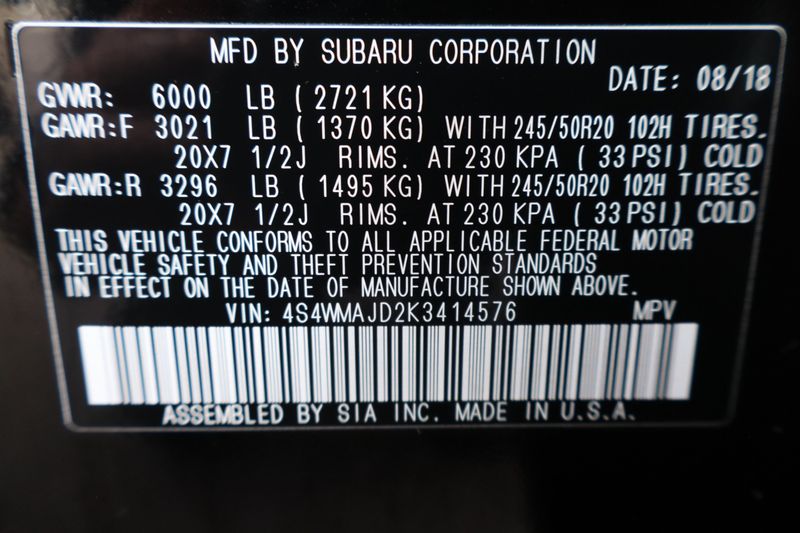 MFD BY SUBARU CORPORATION
DATE: 08/18
GVWR: 6000 LB ( 2721 KG)
GAWR:F 3021 LB ( 1370 KG) WITH 245/50R20 102H TIRES.
20X7 1/2J RIMS. AT 230 KPA ( 33 PSI) COLD
GAWR:R 3296 LB ( 1495 KG) WITH 245/50R20 102H TIRES.
20X7 1/2J RIMS. AT 230 KPA ( 33 PSI) COLD
THIS VEHICLE CONFORMS TO ALL APPLICABLE FEDERAL MOTOR
VEHICLE SAFETY AND THEFT PREVENTION STANDARDS
IN EFFECT ON THE DATE OF MANUFACTURE SHOWN ABOVE.
VIN: 4S4WMAJD2K3414576 MPV
ASSEMBLED BY SIA INC. MADE IN U.S.A.